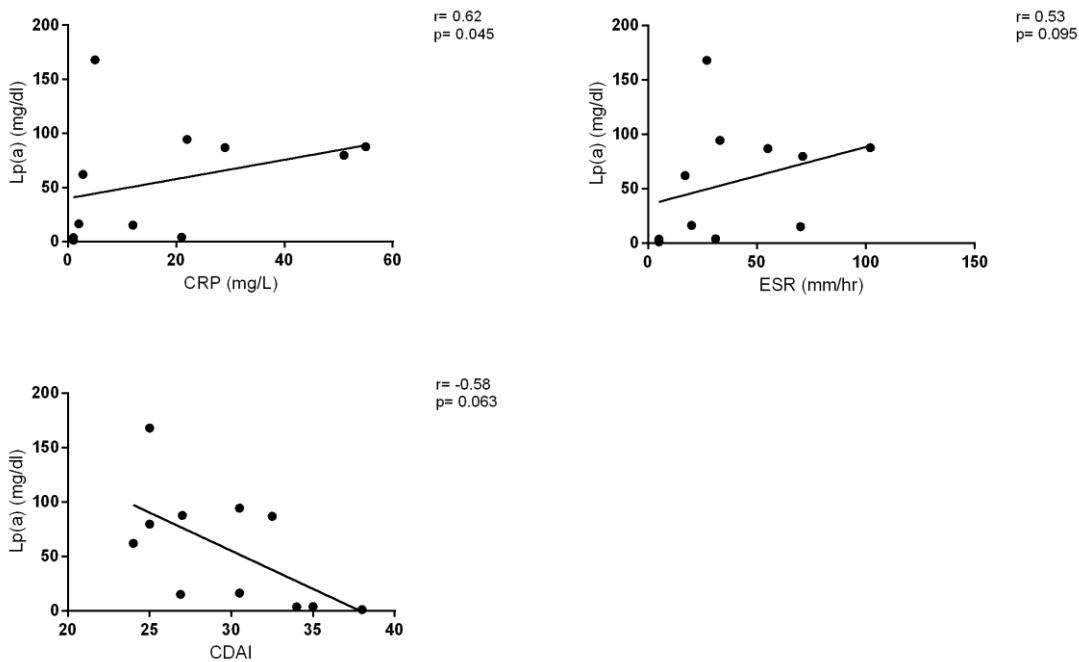 r= 0.62
p= 0.045
Lp(a) (mg/dl)
200
150
100
50
0
0 20 40 60
CRP (mg/L)
r= 0.53
p= 0.095
Lp(a) (mg/dl)
200
150
100
50
0
0 50 100 150
ESR (mm/hr)
r= -0.58
p= 0.063
Lp(a) (mg/dl)
200
150
100
50
0
20 25 30 35 40
CDAI